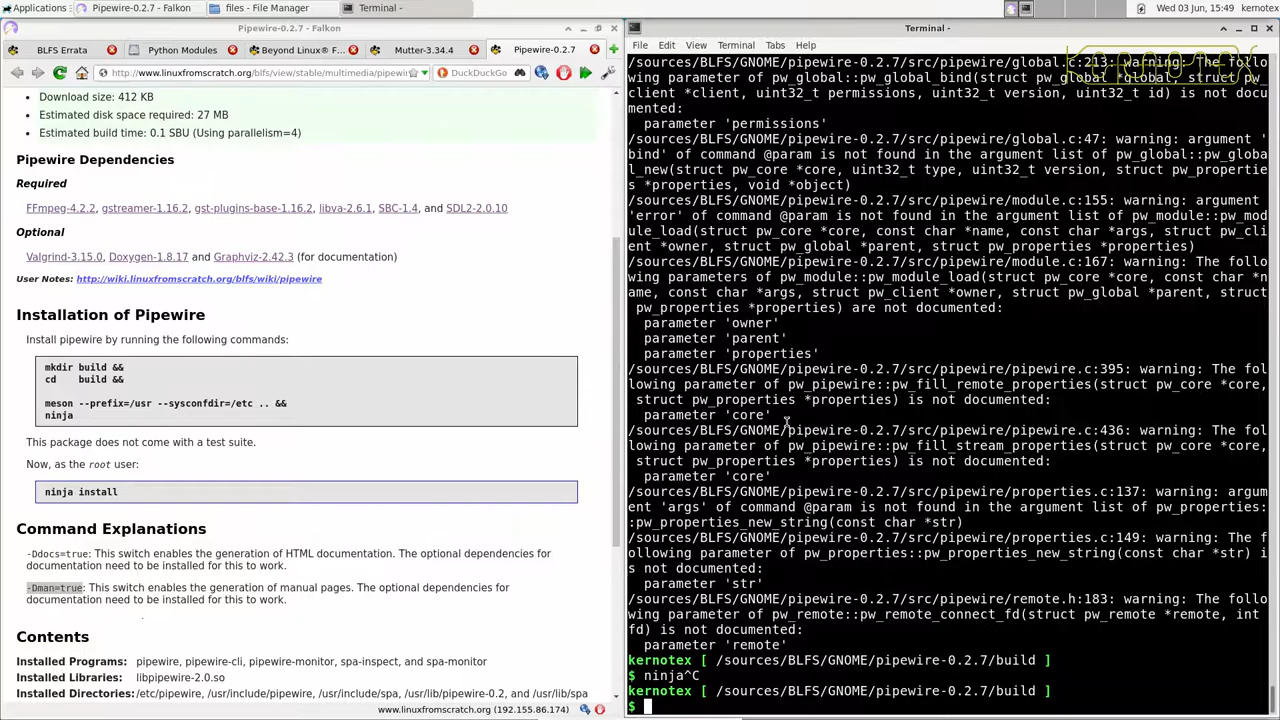 Applications
Pipewire-0.2.7 - Falkon
files - File Manager
Terminal -
Wed 03 Jun, 15:49
kernotex
Pipewire-0.2.7 - Falkon
BLFS Errata
Python Modules
Beyond Linux® F...
Mutter-3.34.4
Pipewire-0.2.7
http://www.linuxfromscratch.org/blfs/view/stable/multimedia/pipewir
DuckDuckGo
Download size: 412 KB
Estimated disk space required: 27 MB
Estimated build time: 0.1 SBU (Using parallelism=4)
Pipewire Dependencies
Required
FFmpeg-4.2.2, gstreamer-1.16.2, gst-plugins-base-1.16.2, libva-2.6.1, SBC-1.4, and SDL2-2.0.10
Optional
Valgrind-3.15.0, Doxygen-1.8.17 and Graphviz-2.42.3 (for documentation)
User Notes: http://wiki.linuxfromscratch.org/blfs/wiki/pipewire
Installation of Pipewire
Install pipewire by running the following commands:
mkdir build &&
cd    build &&
meson --prefix=/usr --sysconfdir=/etc .. &&
ninja
This package does not come with a test suite.
Now, as the root user:
ninja install
Command Explanations
-Ddocs=true: This switch enables the generation of HTML documentation. The optional dependencies for
documentation need to be installed for this to work.
-Dman=true: This switch enables the generation of manual pages. The optional dependencies for
documentation need to be installed for this to work.
Contents
Installed Programs: pipewire, pipewire-cli, pipewire-monitor, spa-inspect, and spa-monitor
Installed Libraries: libpipewire-2.0.so
Installed Directories: /etc/pipewire, /usr/include/pipewire, /usr/include/spa, /usr/lib/pipewire-0.2, and /usr/lib/spa
www.linuxfromscratch.org (192.155.86.174)
Terminal -
File Edit View Terminal Tabs Help
/sources/BLFS/GNOME/pipewire-0.2.7/src/pipewire/global.c:213: warning: The follo
wing parameter of pw_global::pw_global_bind(struct pw_global *global, struct pw_
client *client, uint32_t permissions, uint32_t version, uint32_t id) is not docu
mented:
  parameter 'permissions'
/sources/BLFS/GNOME/pipewire-0.2.7/src/pipewire/global.c:47: warning: argument '
bind' of command @param is not found in the argument list of pw_global::pw_globa
l_new(struct pw_core *core, uint32_t type, uint32_t version, struct pw_propertie
s *properties, void *object)
/sources/BLFS/GNOME/pipewire-0.2.7/src/pipewire/module.c:155: warning: argument
'error' of command @param is not found in the argument list of pw_module::pw_mod
ule_load(struct pw_core *core, const char *name, const char *args, struct pw_cli
ent *owner, struct pw_global *parent, struct pw_properties *properties)
/sources/BLFS/GNOME/pipewire-0.2.7/src/pipewire/module.c:167: warning: The follo
wing parameters of pw_module::pw_module_load(struct pw_core *core, const char *n
ame, const char *args, struct pw_client *owner, struct pw_global *parent, struct
 pw_properties *properties) are not documented:
  parameter 'owner'
  parameter 'parent'
  parameter 'properties'
/sources/BLFS/GNOME/pipewire-0.2.7/src/pipewire/pipewire.c:395: warning: The fol
lowing parameter of pw_pipewire::pw_fill_remote_properties(struct pw_core *core,
 struct pw_properties *properties) is not documented:
  parameter 'core'
/sources/BLFS/GNOME/pipewire-0.2.7/src/pipewire/pipewire.c:436: warning: The fol
lowing parameter of pw_pipewire::pw_fill_stream_properties(struct pw_core *core,
 struct pw_properties *properties) is not documented:
  parameter 'core'
/sources/BLFS/GNOME/pipewire-0.2.7/src/pipewire/properties.c:137: warning: argum
ent 'args' of command @param is not found in the argument list of pw_properties:
:pw_properties_new_string(const char *str)
/sources/BLFS/GNOME/pipewire-0.2.7/src/pipewire/properties.c:149: warning: The f
ollowing parameter of pw_properties::pw_properties_new_string(const char *str) i
s not documented:
  parameter 'str'
/sources/BLFS/GNOME/pipewire-0.2.7/src/pipewire/remote.h:183: warning: The follo
wing parameter of pw_remote::pw_remote_connect_fd(struct pw_remote *remote, int
fd) is not documented:
  parameter 'remote'
kernotex [ /sources/BLFS/GNOME/pipewire-0.2.7/build ]
$ ninja^C
kernotex [ /sources/BLFS/GNOME/pipewire-0.2.7/build ]
$